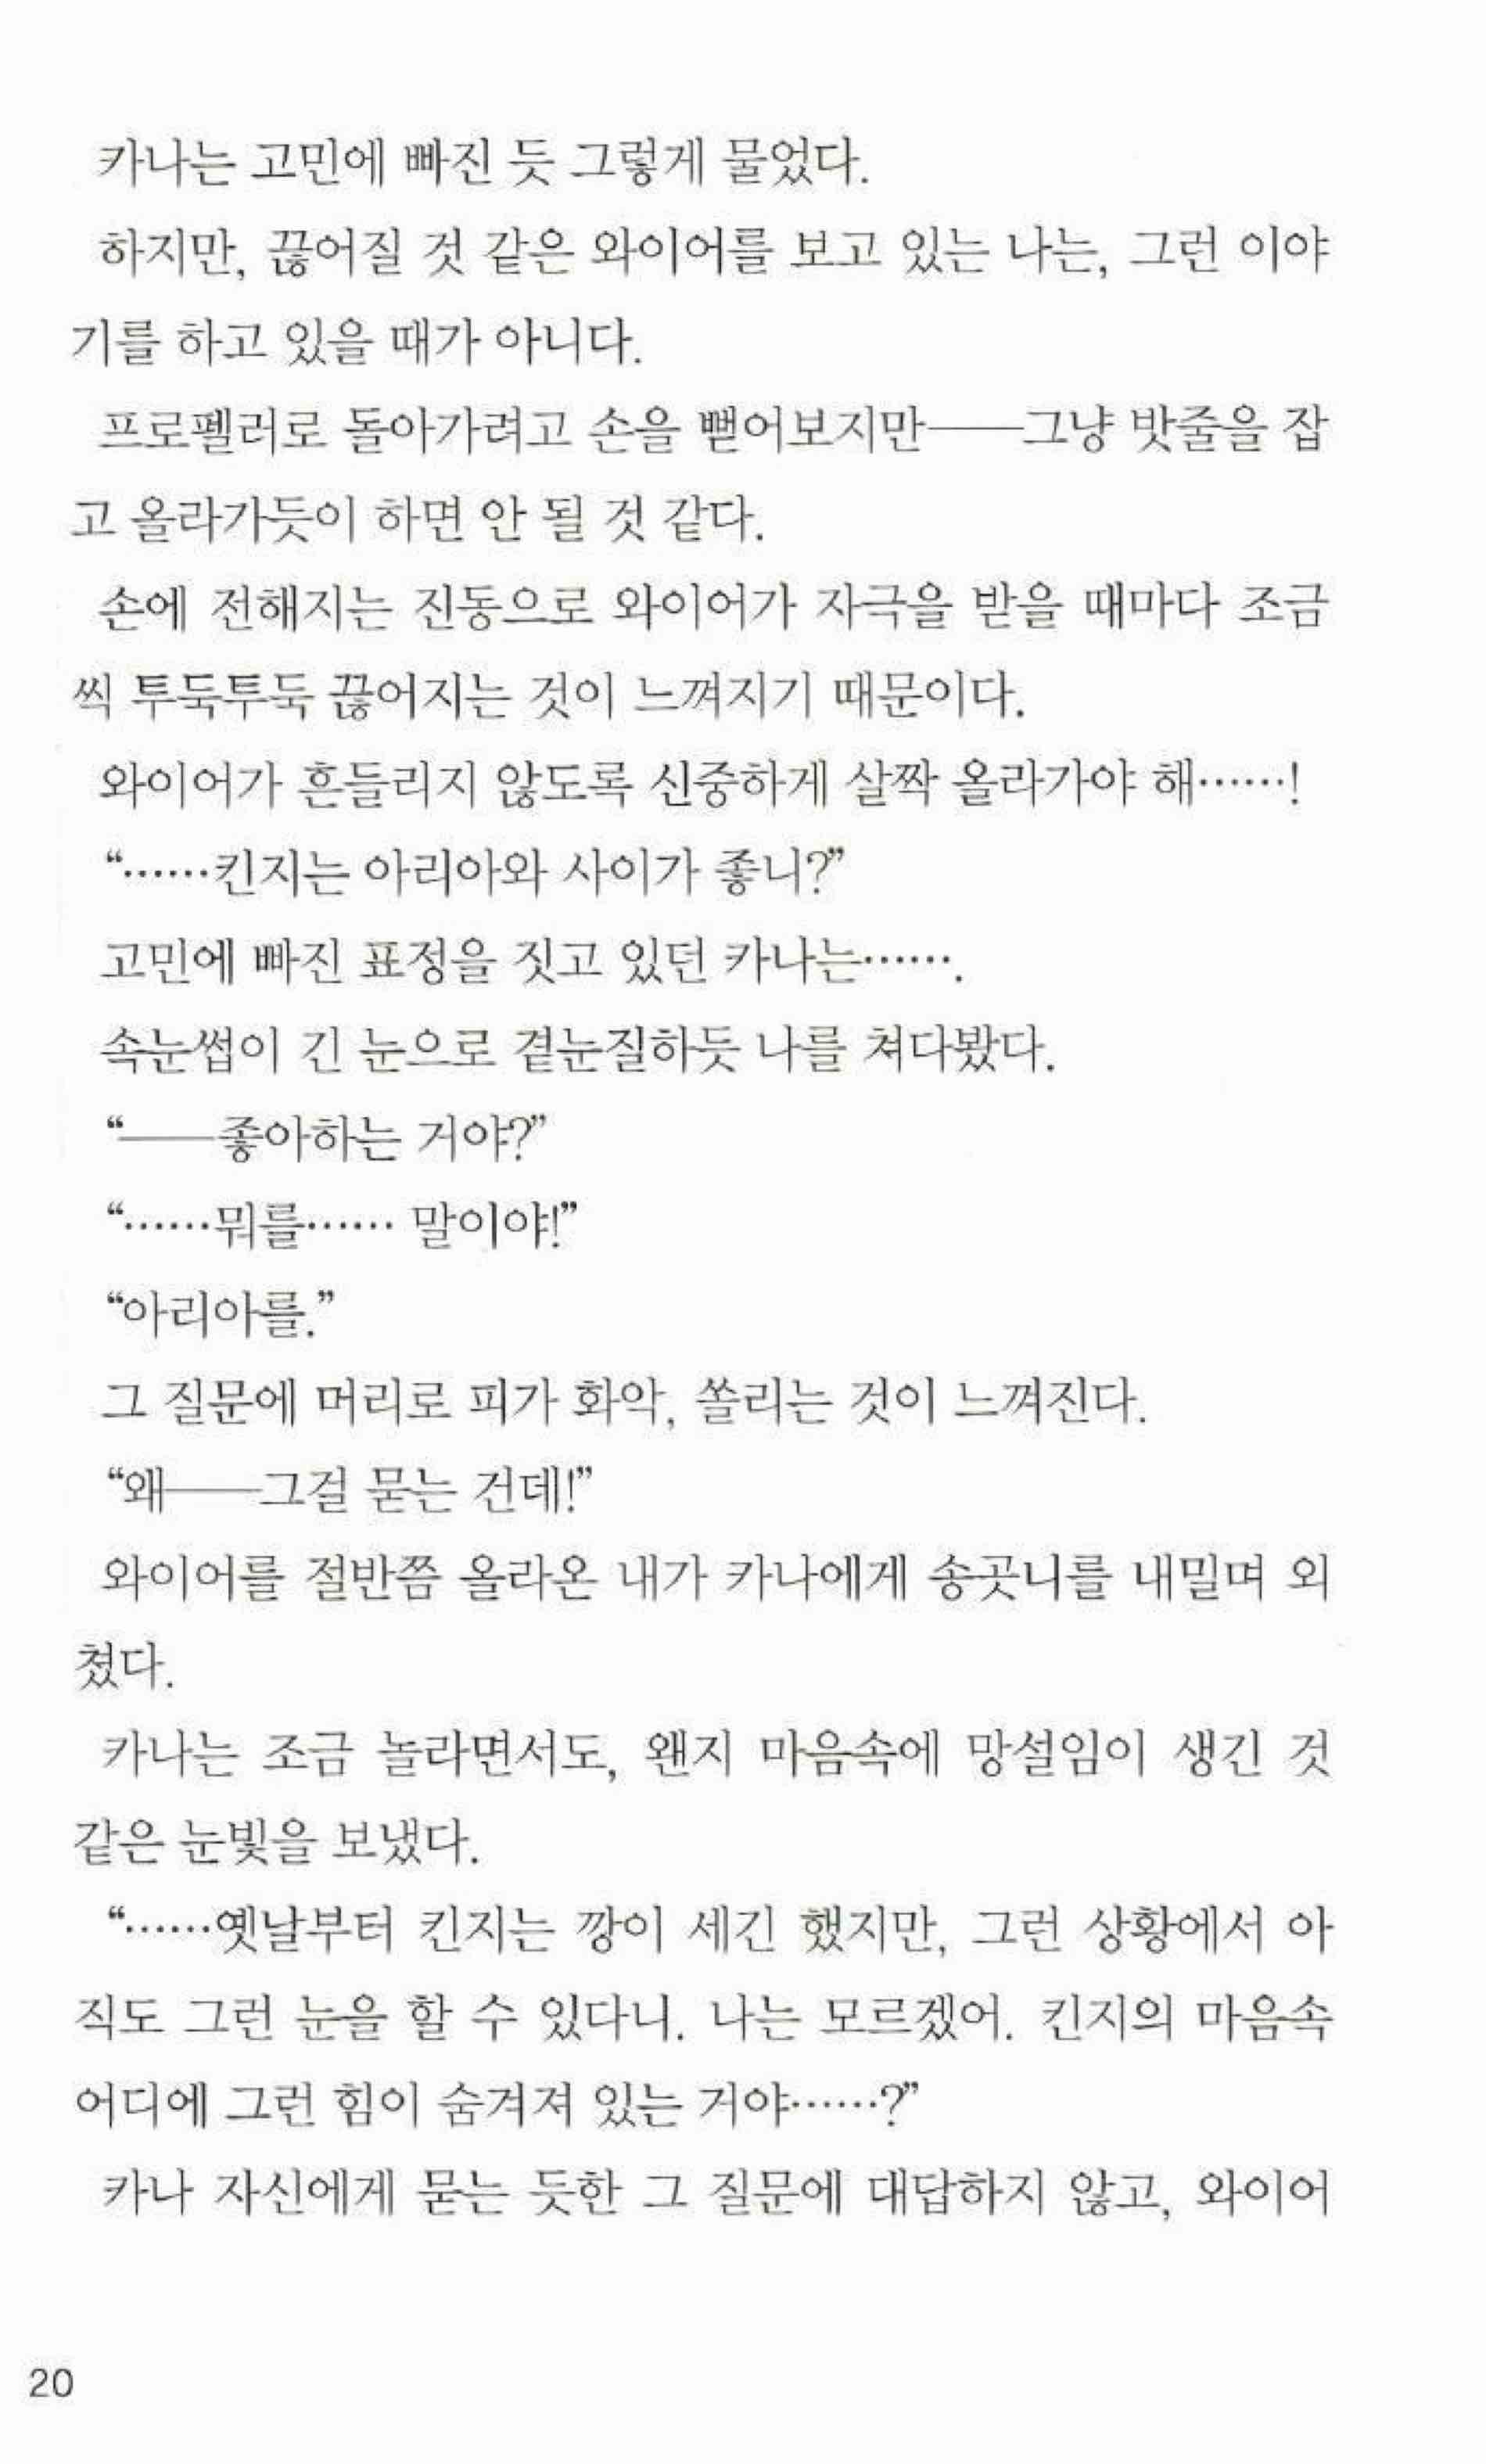 카나는 고민에 빠진 듯 그렇게 물었다.
하지만, 끊어질 것 같은 와이어를 보고 있는 나는, 그런 이야
기를 하고 있을 때가 아니다.
프로펠러로 돌아가려고 손을 뻗어보지만──그냥 밧줄을 잡
고 올라가듯이 하면 안 될 것 같다.
손에 전해지는 진동으로 와이어가 자극을 받을 때마다 조금
씩 투둑투둑 끊어지는 것이 느껴지기 때문이다.
와이어가 흔들리지 않도록 신중하게 살짝 올라가야 해……!
“……킨지는 아리아와 사이가 좋니?”
고민에 빠진 표정을 짓고 있던 카나는…….
속눈썹이 긴 눈으로 곁눈질하듯 나를 쳐다봤다.
“──좋아하는 거야?”
“……뭐를…… 말이야!”
“아리아를.”
그 질문에 머리로 피가 화악, 쏠리는 것이 느껴진다.
“왜──그걸 묻는 건데!”
와이어를 절반쯤 올라온 내가 카나에게 송곳니를 내밀며 외
쳤다.
카나는 조금 놀라면서도, 왠지 마음속에 망설임이 생긴 것
같은 눈빛을 보냈다.
“……옛날부터 킨지는 깡이 세긴 했지만, 그런 상황에서 아
직도 그런 눈을 할 수 있다니. 나는 모르겠어. 킨지의 마음속
어디에 그런 힘이 숨겨져 있는 거야……?”
카나 자신에게 묻는 듯한 그 질문에 대답하지 않고, 와이어
20